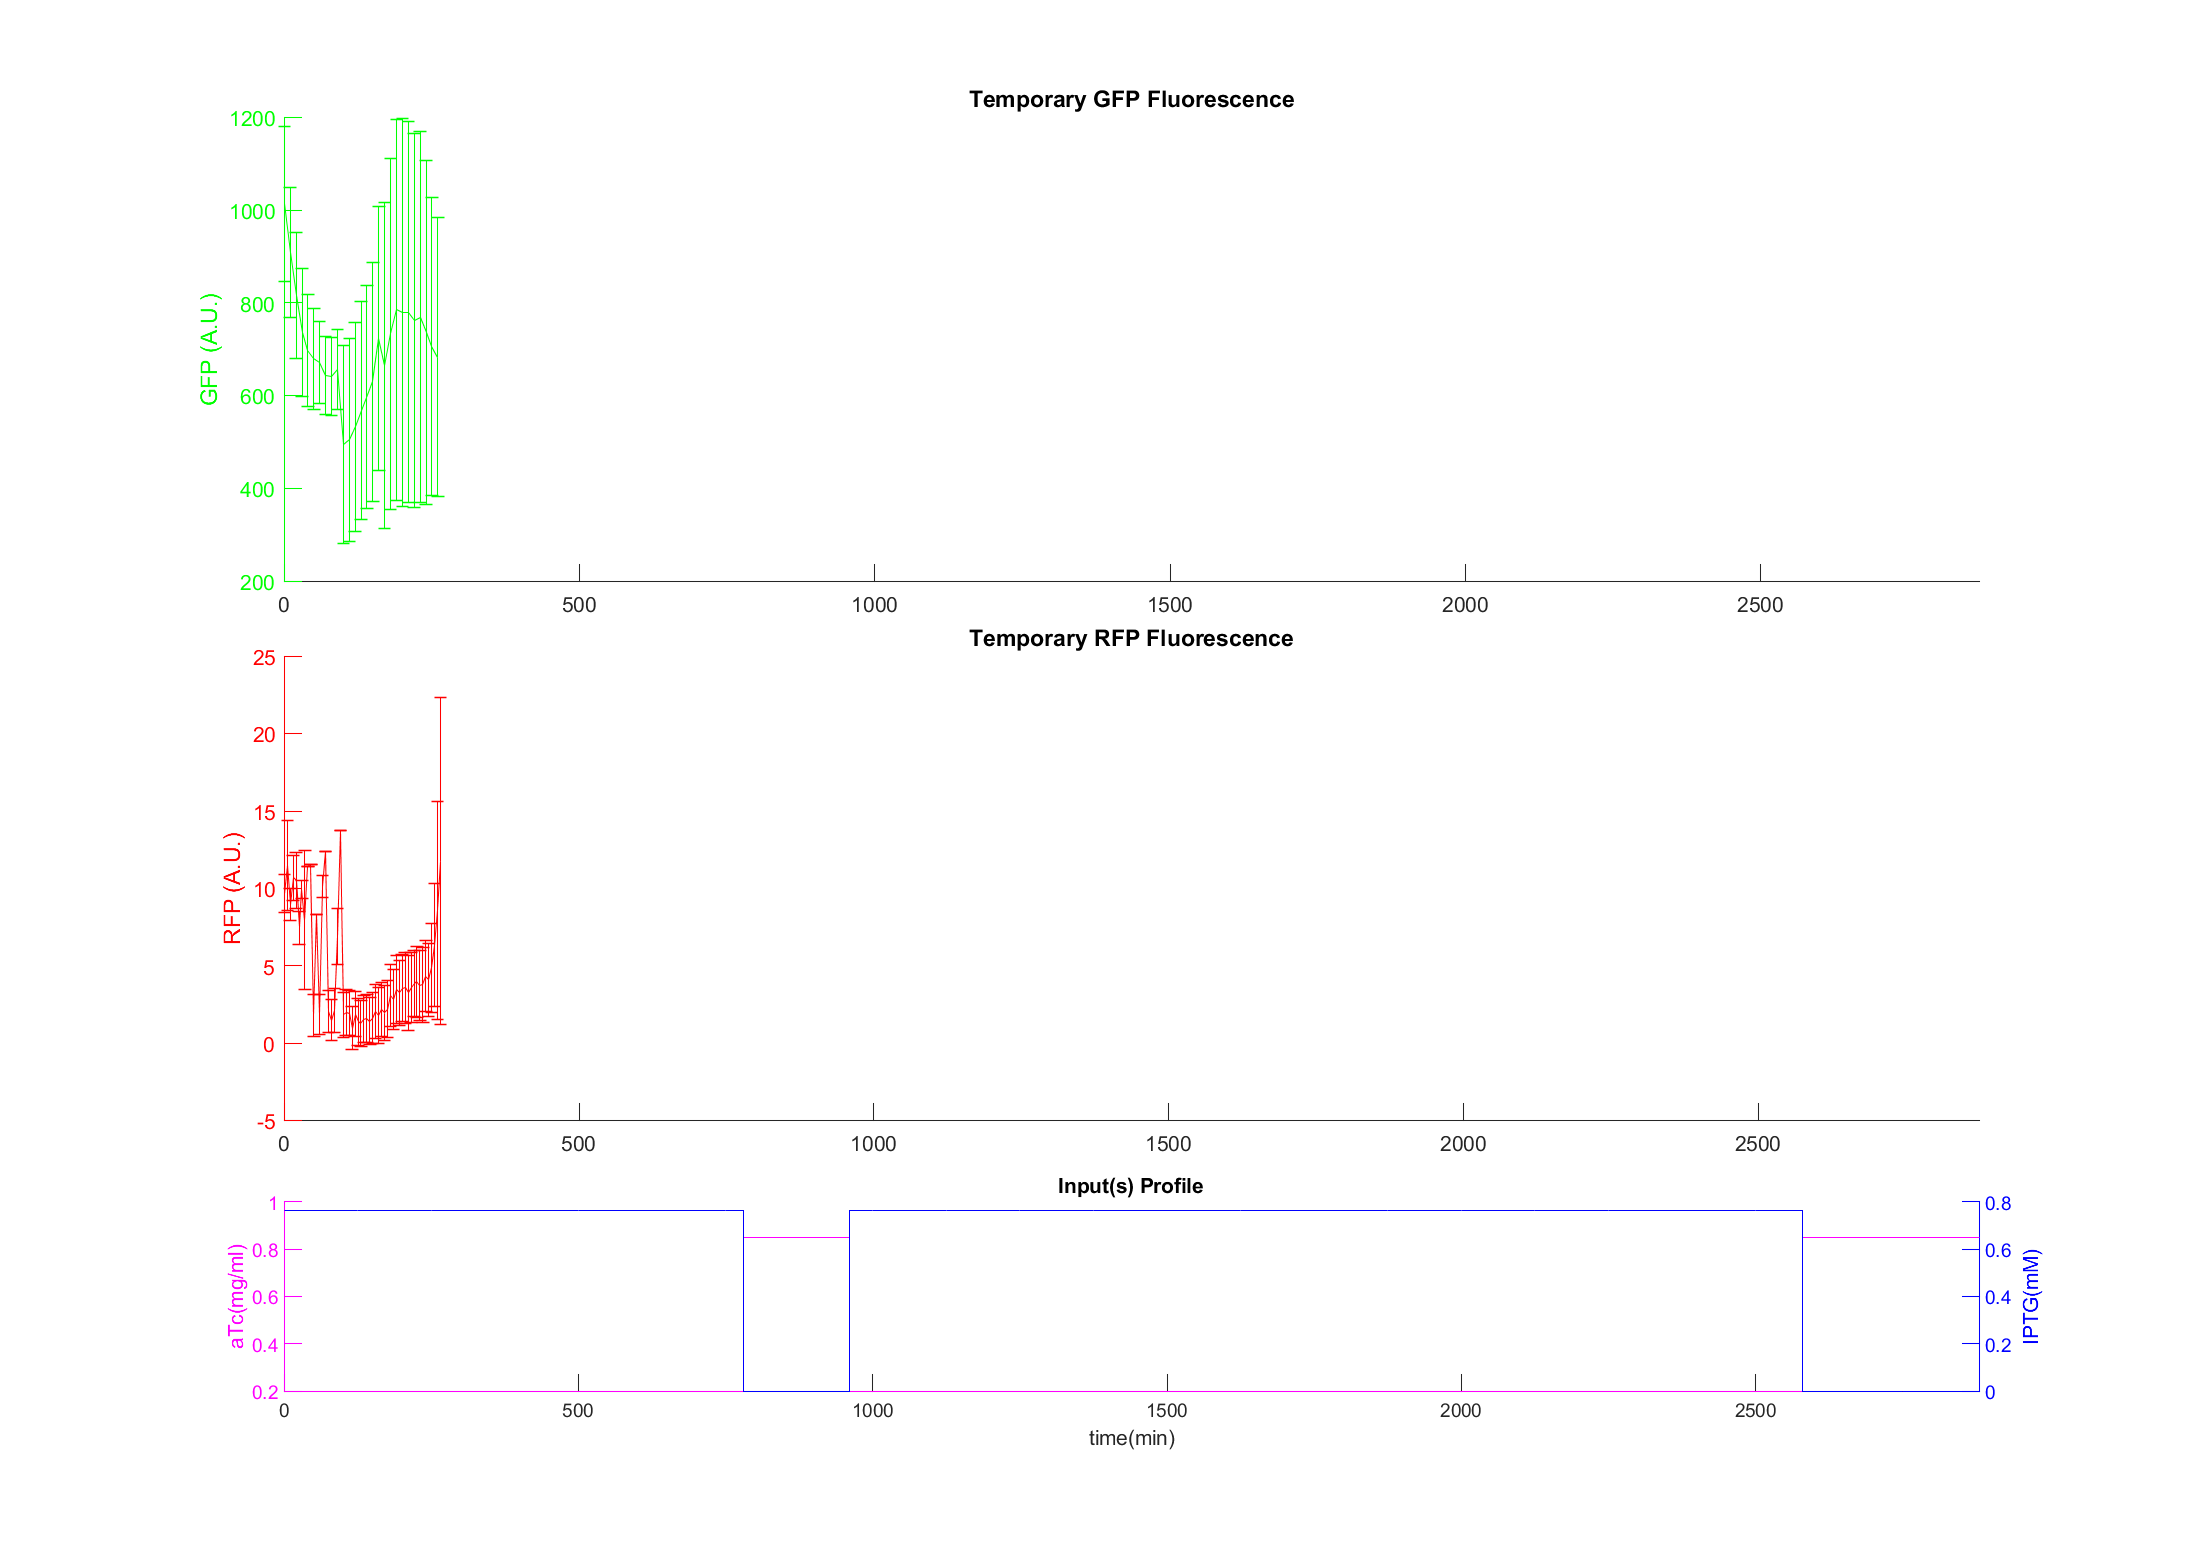 Temporary GFP Fluorescence
1200
1000
800
600
400
200
GFP (A.U.)
0 500 1000 1500 2000 2500
Temporary RFP Fluorescence
25
20
15
10
5
0
-5
RFP (A.U.)
0 500 1000 1500 2000 2500
Input(s) Profile
1
0.8
0.6
0.4
0.2
aTc(mg/ml)
0.8
0.6
0.4
0.2
0
IPTG(mM)
0 500 1000 1500 2000 2500
time(min)